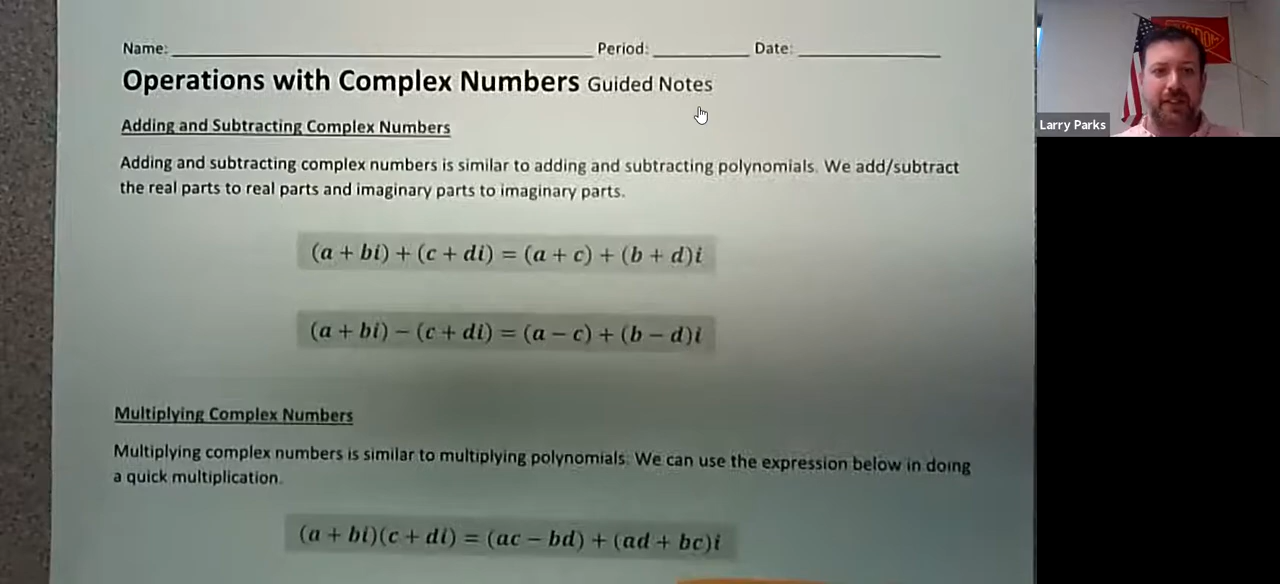 Name: Period: Date:
Operations with Complex Numbers Guided Notes
Adding and Subtracting Complex Numbers
Adding and subtracting complex numbers is similar to adding and subtracting polynomials. We add/subtract
the real parts to real parts and imaginary parts to imaginary parts.
(a + bi) + (c + di) = (a + c) + (b + d)i
(a + bi) − (c + di) = (a − c) + (b − d)i
Multiplying Complex Numbers
Multiplying complex numbers is similar to multiplying polynomials. We can use the expression below in doing
a quick multiplication.
(a + bi)(c + di) = (ac − bd) + (ad + bc)i
Larry Parks